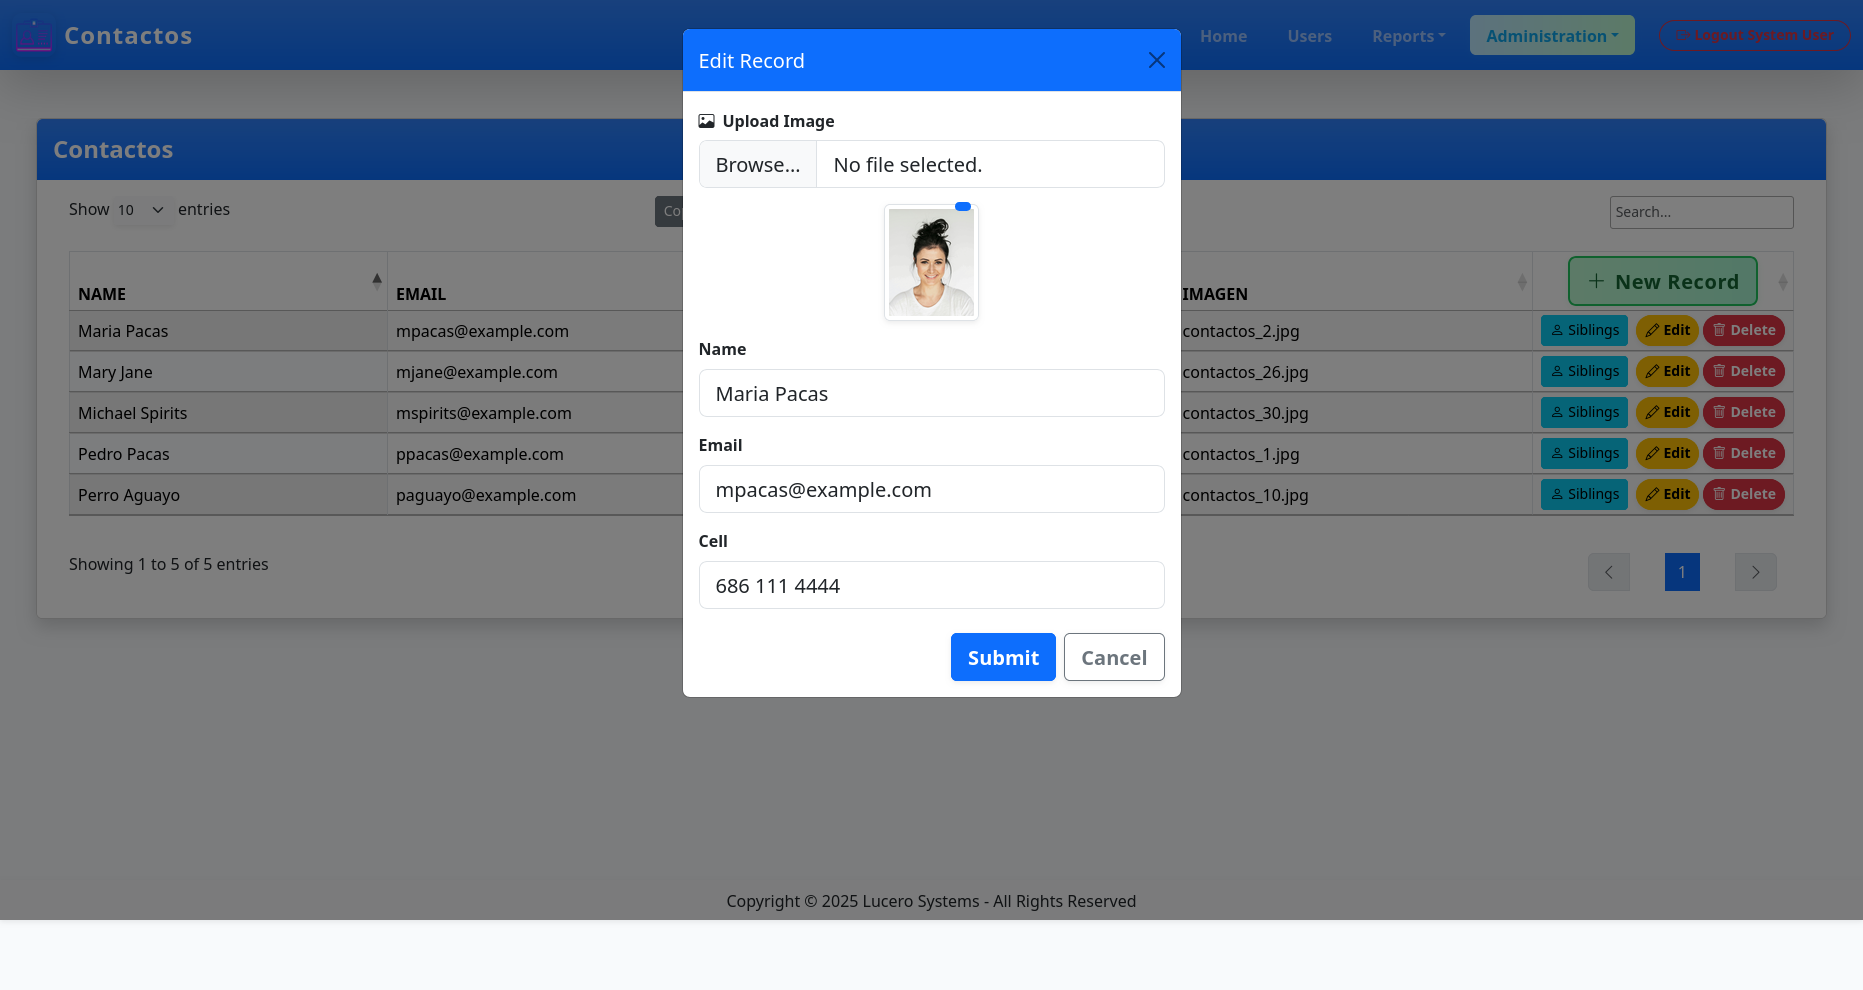 Contactos
Home Users Reports Administration Logout System User
Edit Record
Contactos
Upload Image
Browse... No file selected.
Show 10 entries
Search...
NAME EMAIL IMAGEN New Record
Maria Pacas mpacas@example.com contactos_2.jpg Siblings Edit Delete
Mary Jane mjane@example.com contactos_26.jpg Siblings Edit Delete
Michael Spirits mspirits@example.com contactos_30.jpg Siblings Edit Delete
Pedro Pacas ppacas@example.com contactos_1.jpg Siblings Edit Delete
Perro Aguayo paguayo@example.com contactos_10.jpg Siblings Edit Delete
Name
Maria Pacas
Email
mpacas@example.com
Cell
686 111 4444
Submit Cancel
Showing 1 to 5 of 5 entries
1
Copyright © 2025 Lucero Systems - All Rights Reserved